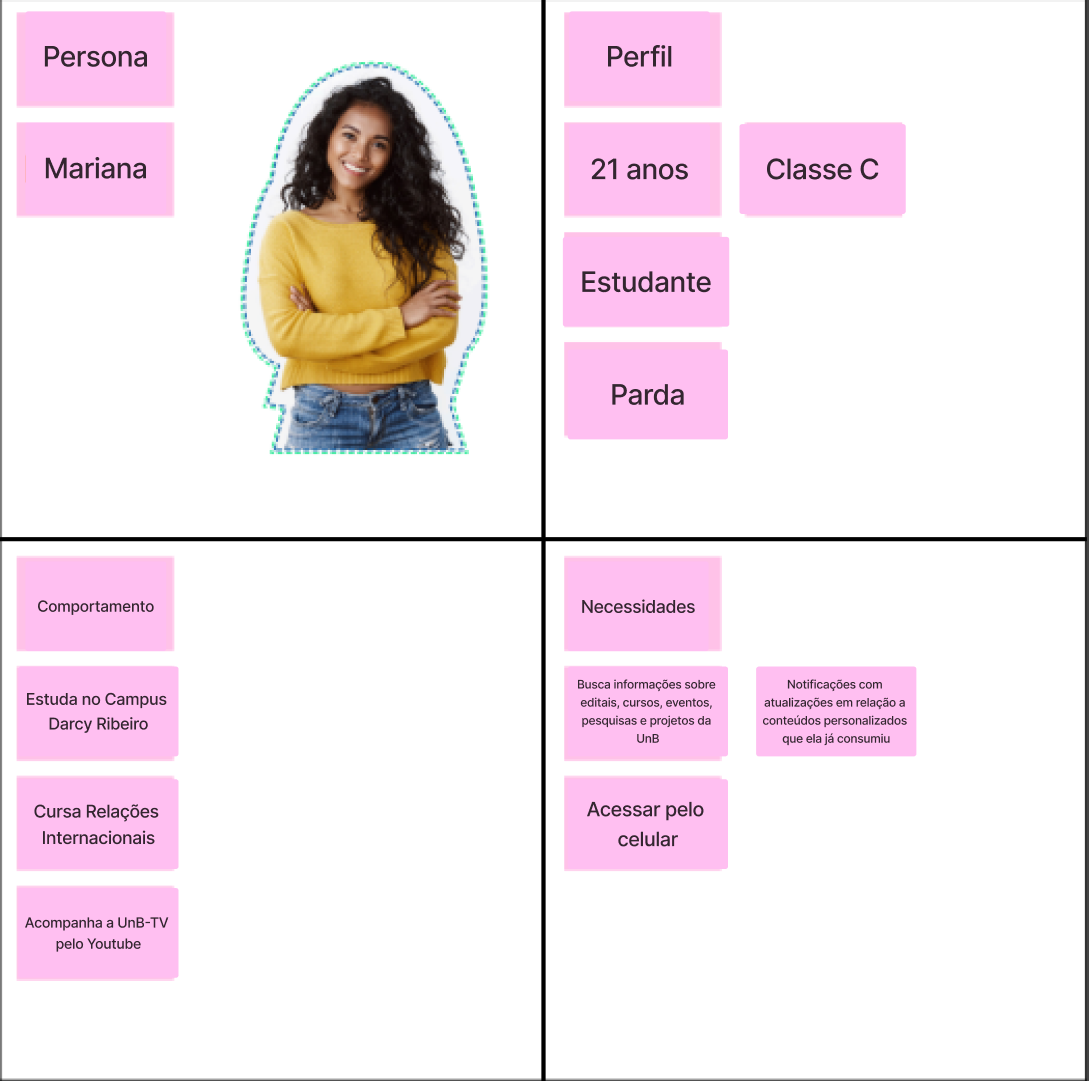 Persona
Mariana
Perfil
21 anos
Classe C
Estudante
Parda
Comportamento
Estuda no Campus
Darcy Ribeiro
Cursa Relações
Internacionais
Acompanha a UnB-TV
pelo Youtube
Necessidades
Busca informações sobre
editais, cursos, eventos,
pesquisas e projetos da
UnB
Notificações com
atualizações em relação a
conteúdos personalizados
que ela já consumiu
Acessar pelo
celular